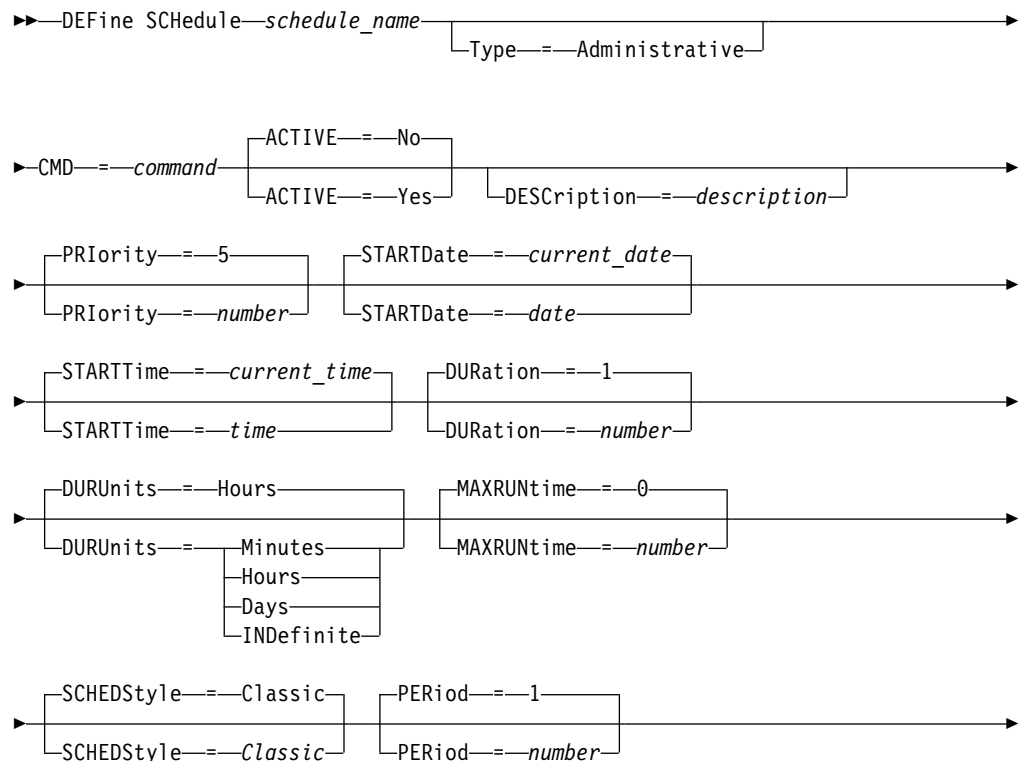 DEFine SCHedule schedule_name
Type = Administrative
CMD = command
ACTIVE = No
ACTIVE = Yes
DESCription = description
PRIority = 5
PRIority = number
STARTDate = current_date
STARTDate = date
STARTTime = current_time
STARTTime = time
DURation = 1
DURation = number
DURUnits = Hours
DURUnits = Minutes
Hours
Days
INDefinite
MAXRUNtime = 0
MAXRUNtime = number
SCHEDStyle = Classic
SCHEDStyle = Classic
PERiod = 1
PERiod = number